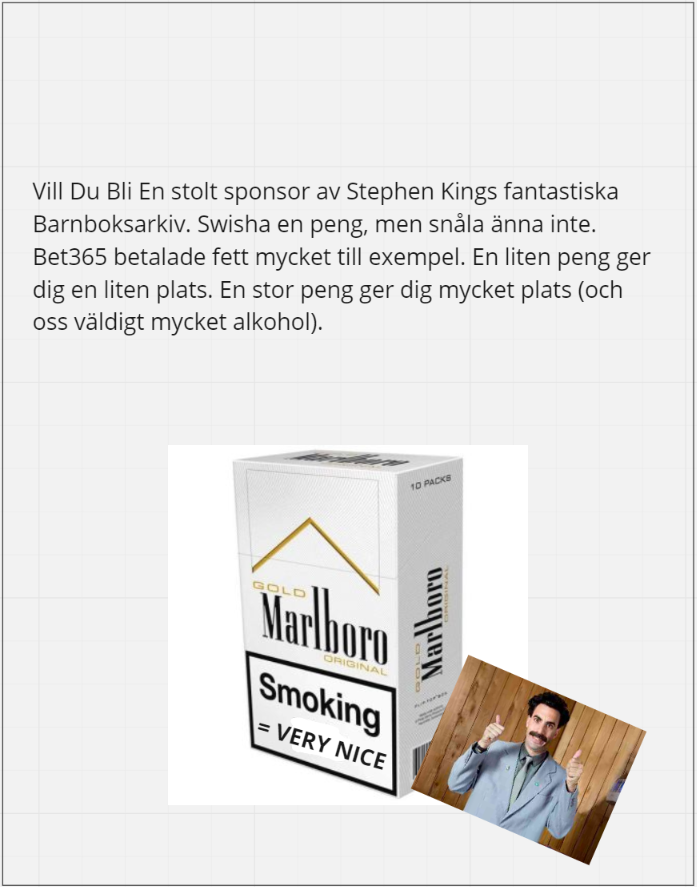 Vill Du Bli En stolt sponsor av Stephen Kings fantastiska
Barnboksarkiv. Swisha en peng, men snåla änna inte.
Bet365 betalade fett mycket till exempel. En liten peng ger
dig en liten plats. En stor peng ger dig mycket plats (och
oss väldigt mycket alkohol).
Marlboro
10 PACKS
GOLD
Marlboro
ORIGINAL
GOLD
Marlboro
ORIGINAL
Smoking
= VERY NICE